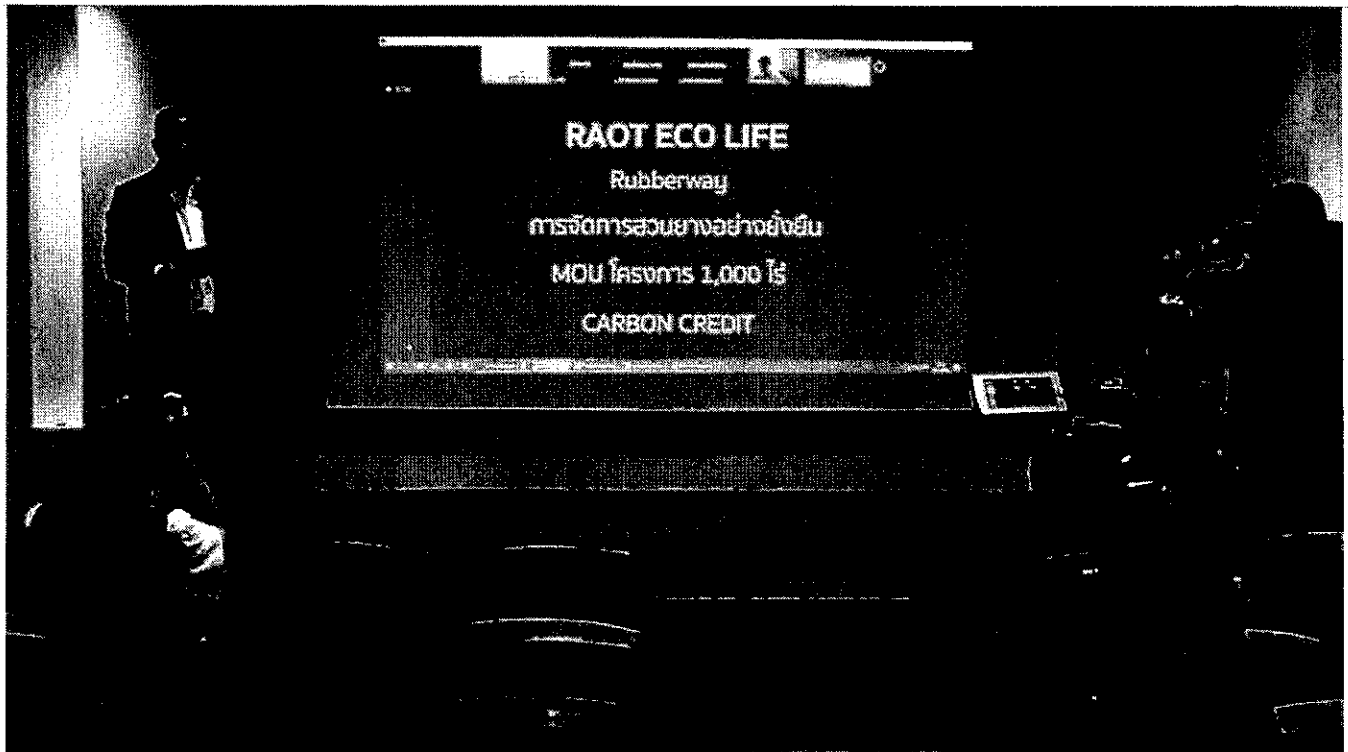 RAOT ECO LIFE
Rubberway
การจัดการสวนยางอย่างยั่งยืน
MOU โครงการ 1,000 ไร่
CARBON CREDIT